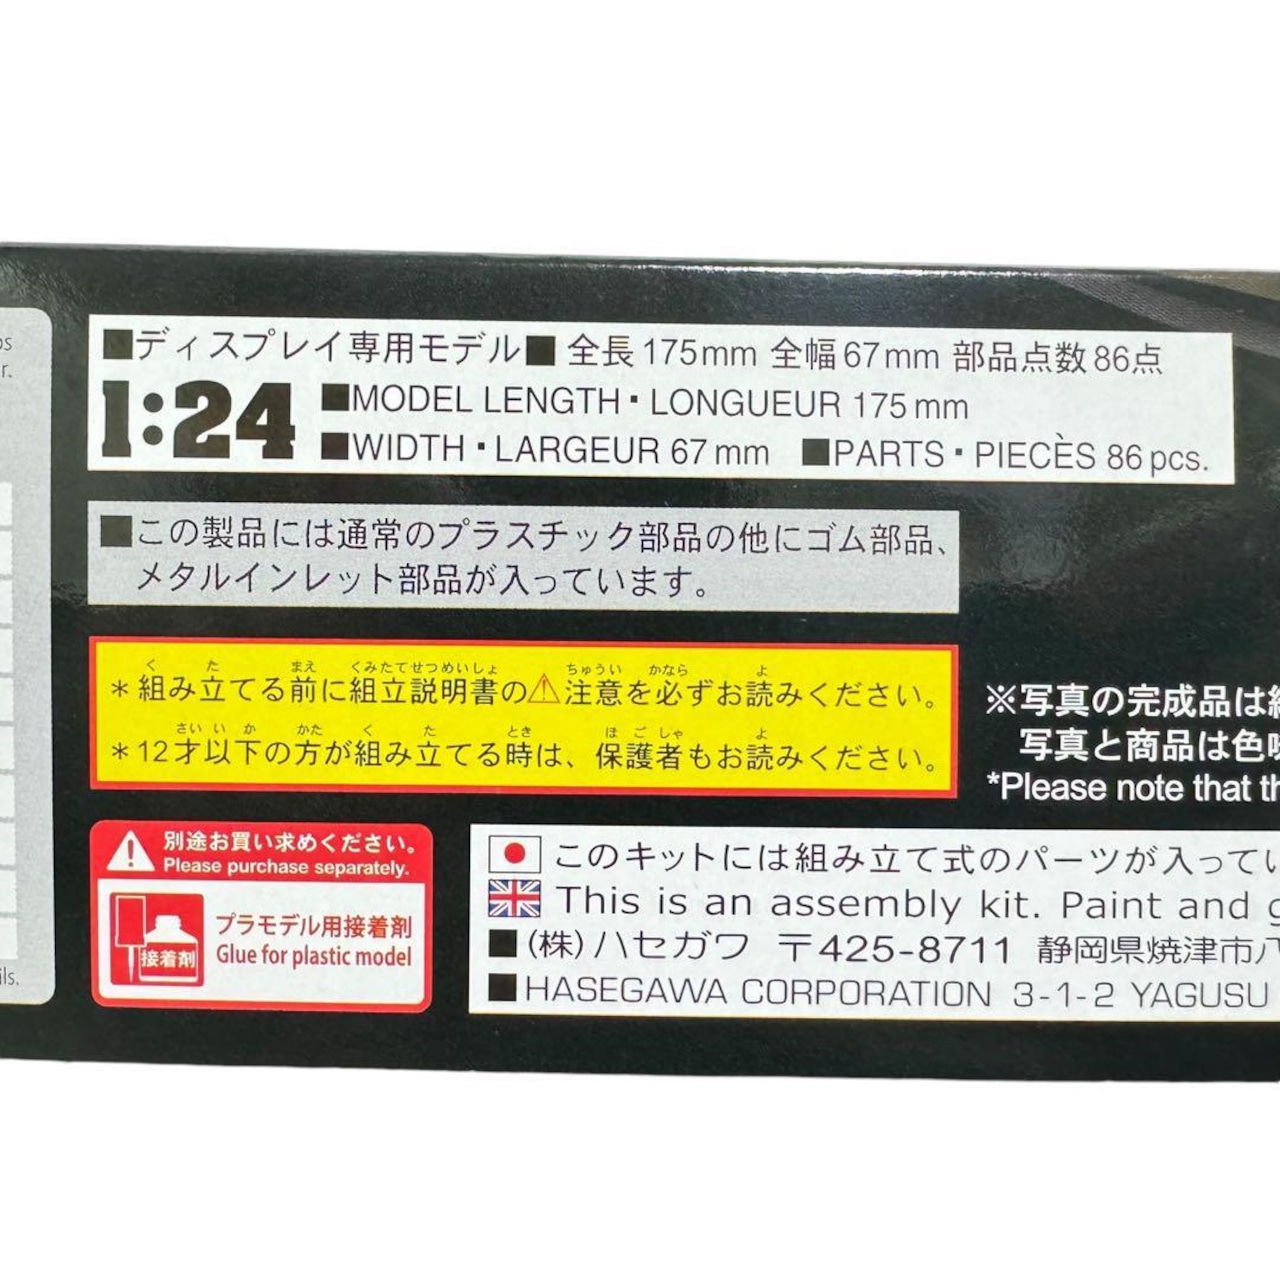 ■ディスプレイ専用モデル■ 全長175mm 全幅67mm 部品点数86点
1:24
■MODEL LENGTH・LONGUEUR 175mm
■WIDTH・LARGEUR 67mm ■PARTS・PIECÈS 86pcs.
■この製品には通常のプラスチック部品の他にゴム部品、
メタルインレット部品が入っています。
*組み立てる前に組立説明書の⚠注意を必ずお読みください。
*12才以下の方が組み立てる時は、保護者もお読みください。
※写真の完成品は
写真と商品は色味
*Please note that th
別途お買い求めください。
Please purchase separately.
接着剤
プラモデル用接着剤
Glue for plastic model
このキットには組み立て式のパーツが入ってい
This is an assembly kit. Paint and g
■(株)ハセガワ 〒425-8711 静岡県焼津市八
■HASEGAWA CORPORATION 3-1-2 YAGUSU